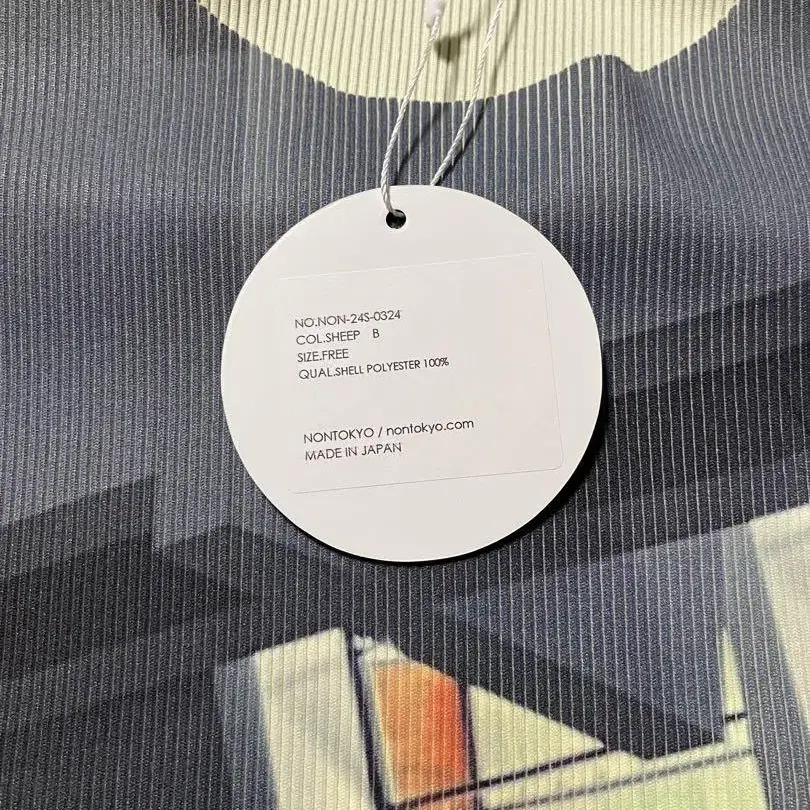 NO.NON-24S-0324
COL.SHEEP B
SIZE.FREE
QUAL.SHELL POLYESTER 100%
NONTOKYO / nontokyo.com
MADE IN JAPAN